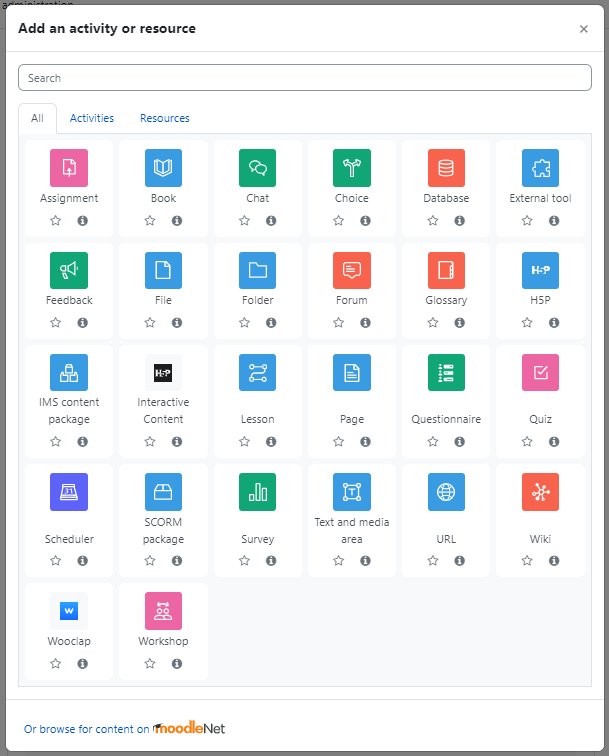 administration
Add an activity or resource
×
Search
All Activities Resources
Assignment Book Chat Choice Database External tool
Feedback File Folder Forum Glossary H5P
H-P
IMS content package
H-P
Interactive Content
Lesson Page Questionnaire Quiz
31
Scheduler
SCORM package
Survey
T
Text and media area
URL Wiki
w
Wooclap Workshop
Or browse for content on moodleNet